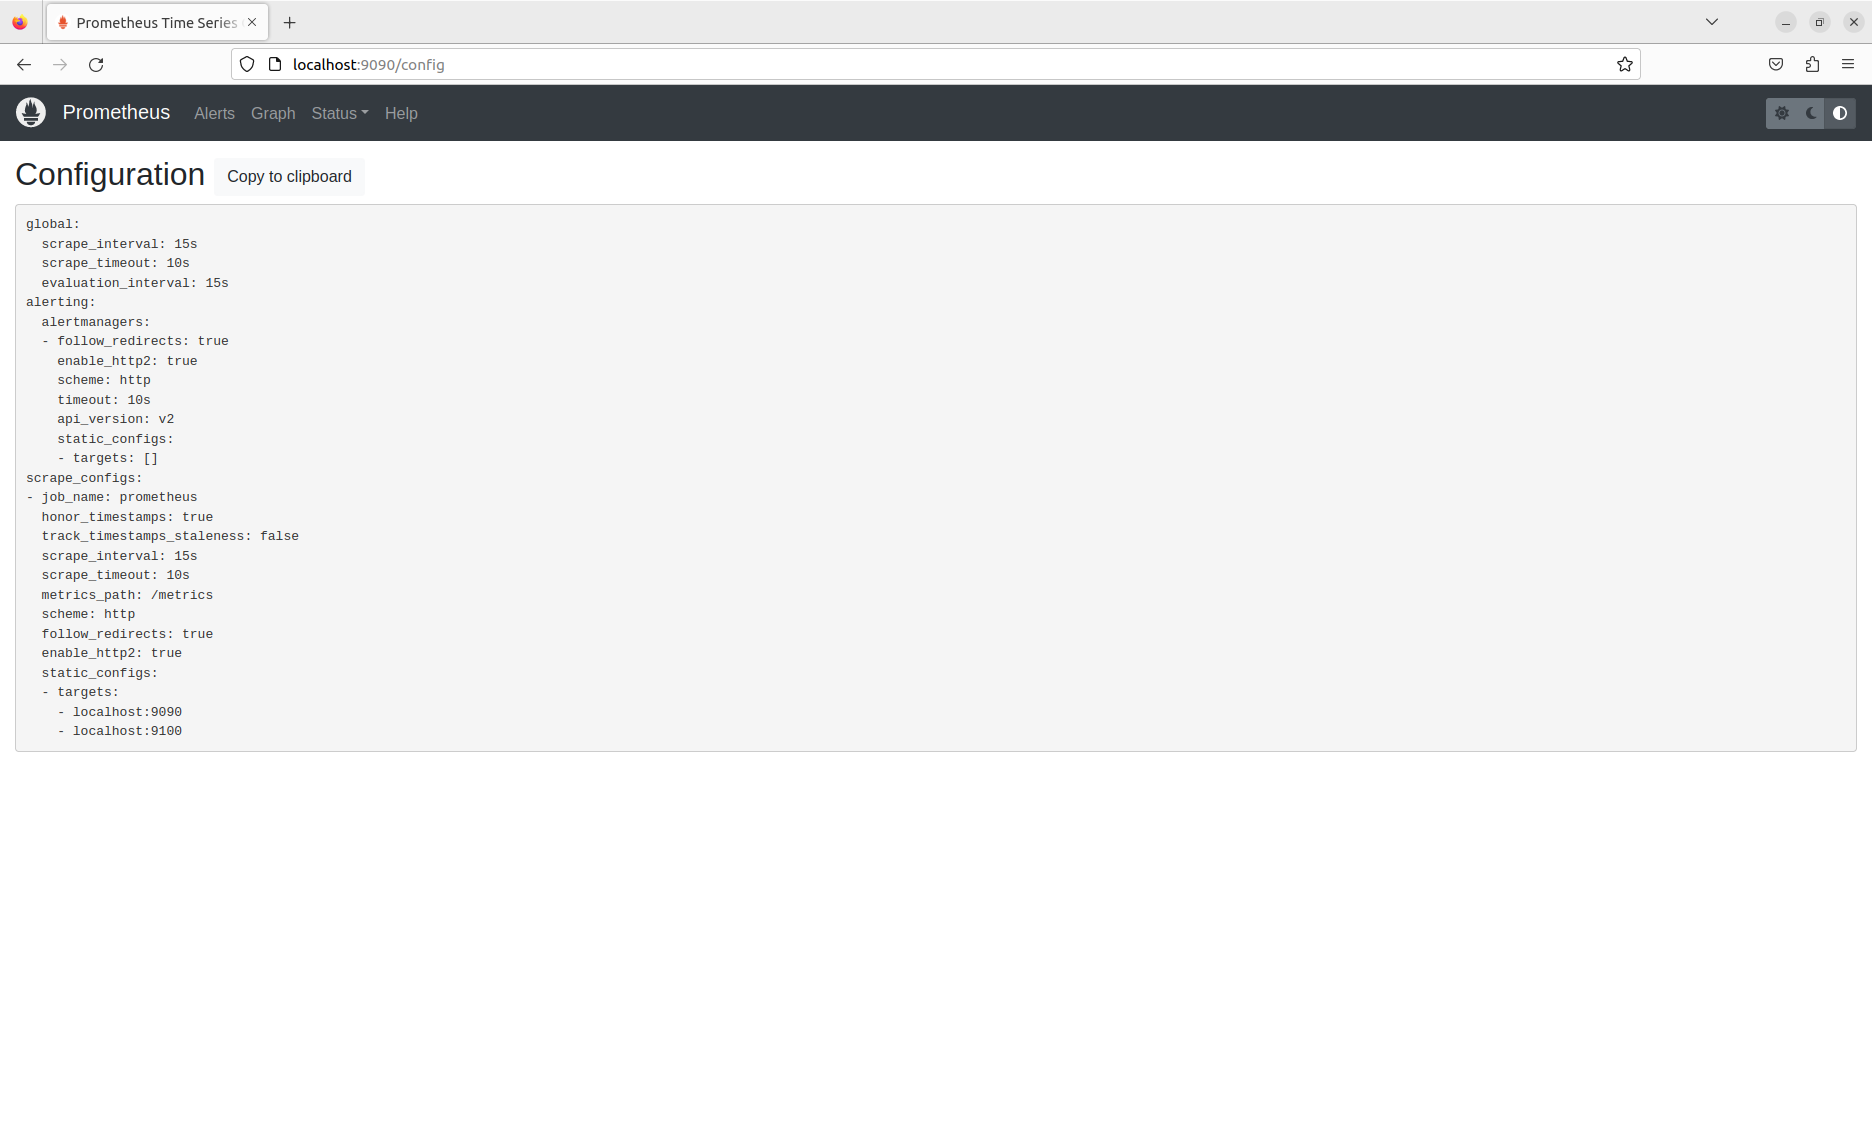 Prometheus Time Series
localhost:9090/config
Prometheus Alerts Graph Status Help
Configuration Copy to clipboard
global:
  scrape_interval: 15s
  scrape_timeout: 10s
  evaluation_interval: 15s
alerting:
  alertmanagers:
  - follow_redirects: true
    enable_http2: true
    scheme: http
    timeout: 10s
    api_version: v2
    static_configs:
    - targets: []
scrape_configs:
- job_name: prometheus
  honor_timestamps: true
  track_timestamps_staleness: false
  scrape_interval: 15s
  scrape_timeout: 10s
  metrics_path: /metrics
  scheme: http
  follow_redirects: true
  enable_http2: true
  static_configs:
  - targets:
    - localhost:9090
    - localhost:9100